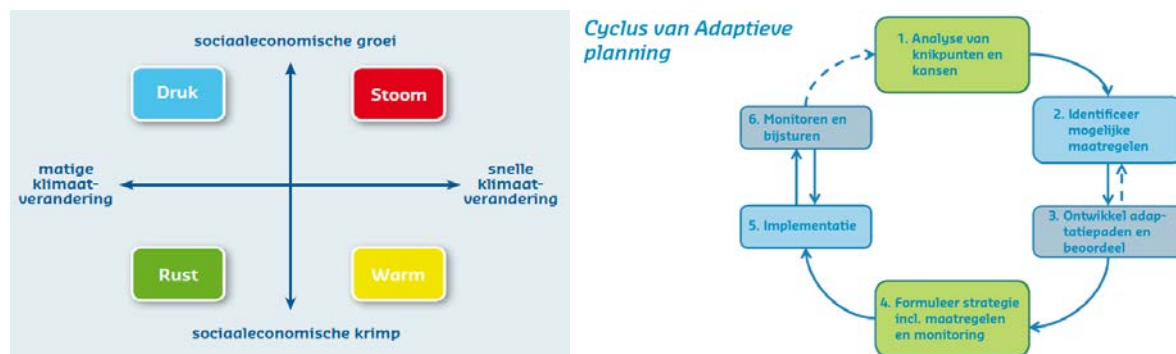 sociaaleconomische groei
Druk
Stoom
matige
klimaat-
verandering
snelle
klimaat-
verandering
Rust
Warm
sociaaleconomische krimp
Cyclus van Adaptieve
planning
1. Analyse van
knikpunten en
kansen
2. Identificeer
mogelijke
maatregelen
3. Ontwikkel adap-
tatiepaden en
beoordeel
4. Formuleer strategie
incl. maatregelen
en monitoring
5. Implementatie
6. Monitoren en
bijsturen